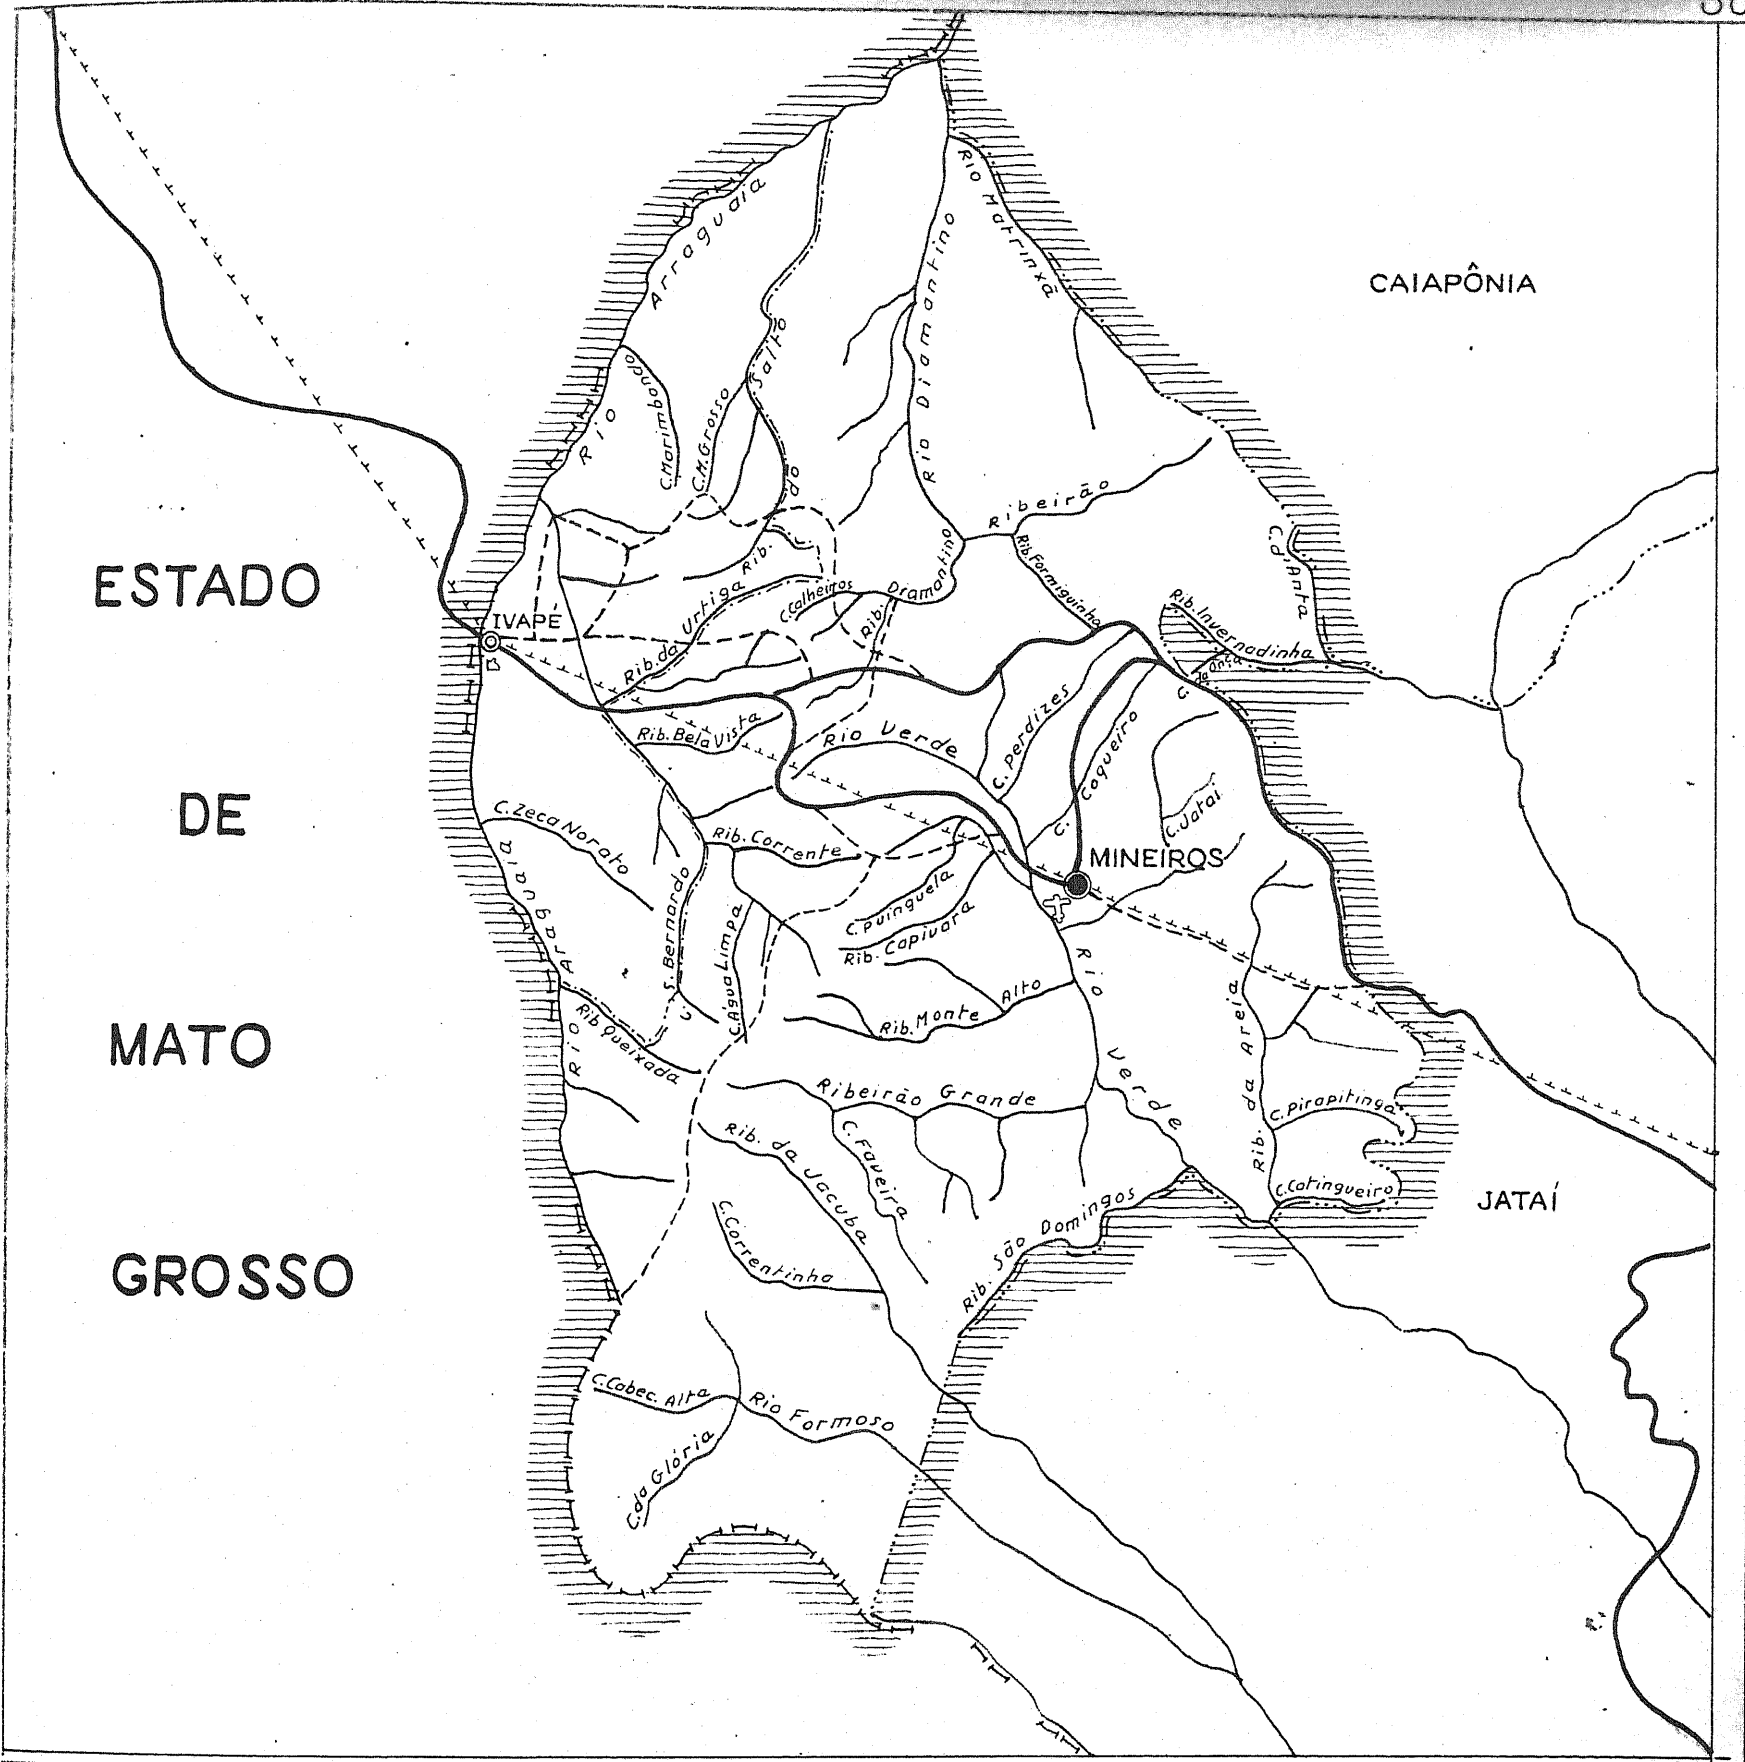 CAIAPÔNIA
Rio Arraguaia
Rio Matrinxã
Rio Diamantino
C. Marimbondo
C.M. Grosso
Rib. do Salto
Ribeirão
Diamantino
Rib. Formiguinha
C. d'Anta
Rib. Invernadinha
C. da Onça
ESTADO
DE
MATO
GROSSO
IVAPÉ
Rib. da Urtiga
C. Calheiros
Rib.
Rib. Bela Vista
Rio Verde
C. Perdizes
C. Coqueiro
C. Jataí
MINEIROS
C. Zeca Norato
Rib. Corrente
C. Puinguela
Rib. Capivara
Rio Araguaia
C. S. Bernardo
C. Água Limpa
Rib. Queixada
Rib. Monte Alto
Rio Verde
Rib. da Areia
Ribeirão Grande
C. Pirapitinga
C. Catingueiro
JATAÍ
Rib. da Jacuba
C. Faveira
C. Correntinha
Rib. São Domingos
C. Cabec. Alta
Rio Formoso
C. da Glória